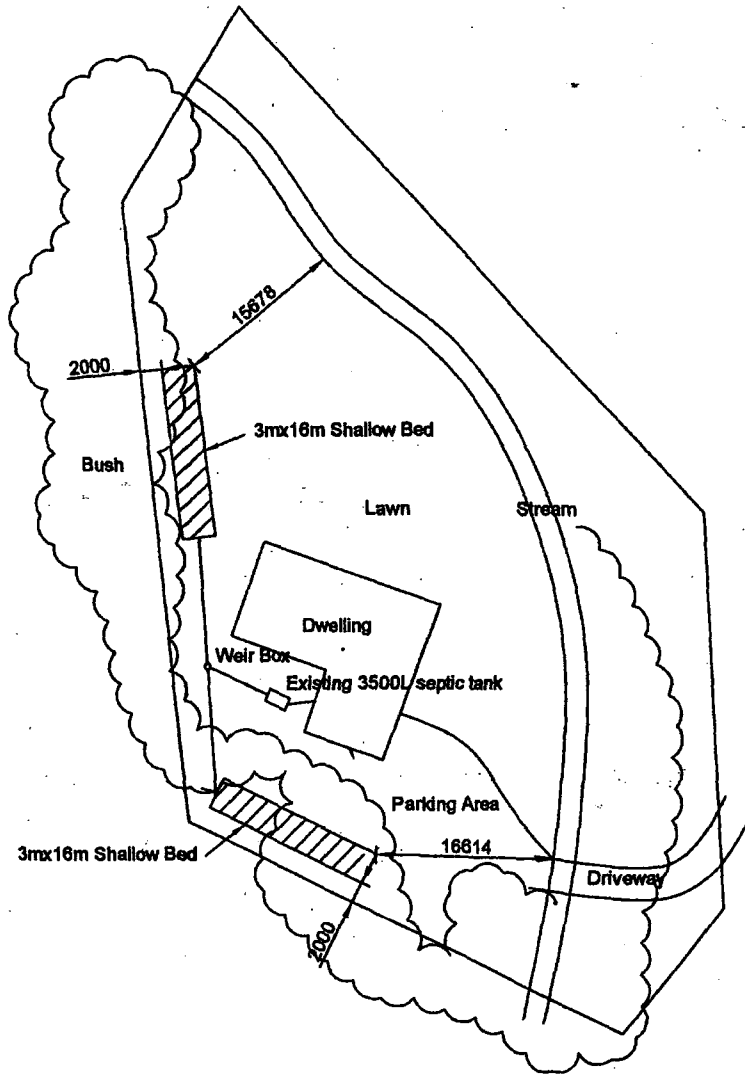 15678
2000
3mx16m Shallow Bed
Bush
Lawn
Stream
Dwelling
Weir Box
Existing 3500L septic tank
Parking Area
16614
3mx16m Shallow Bed
Driveway
2000